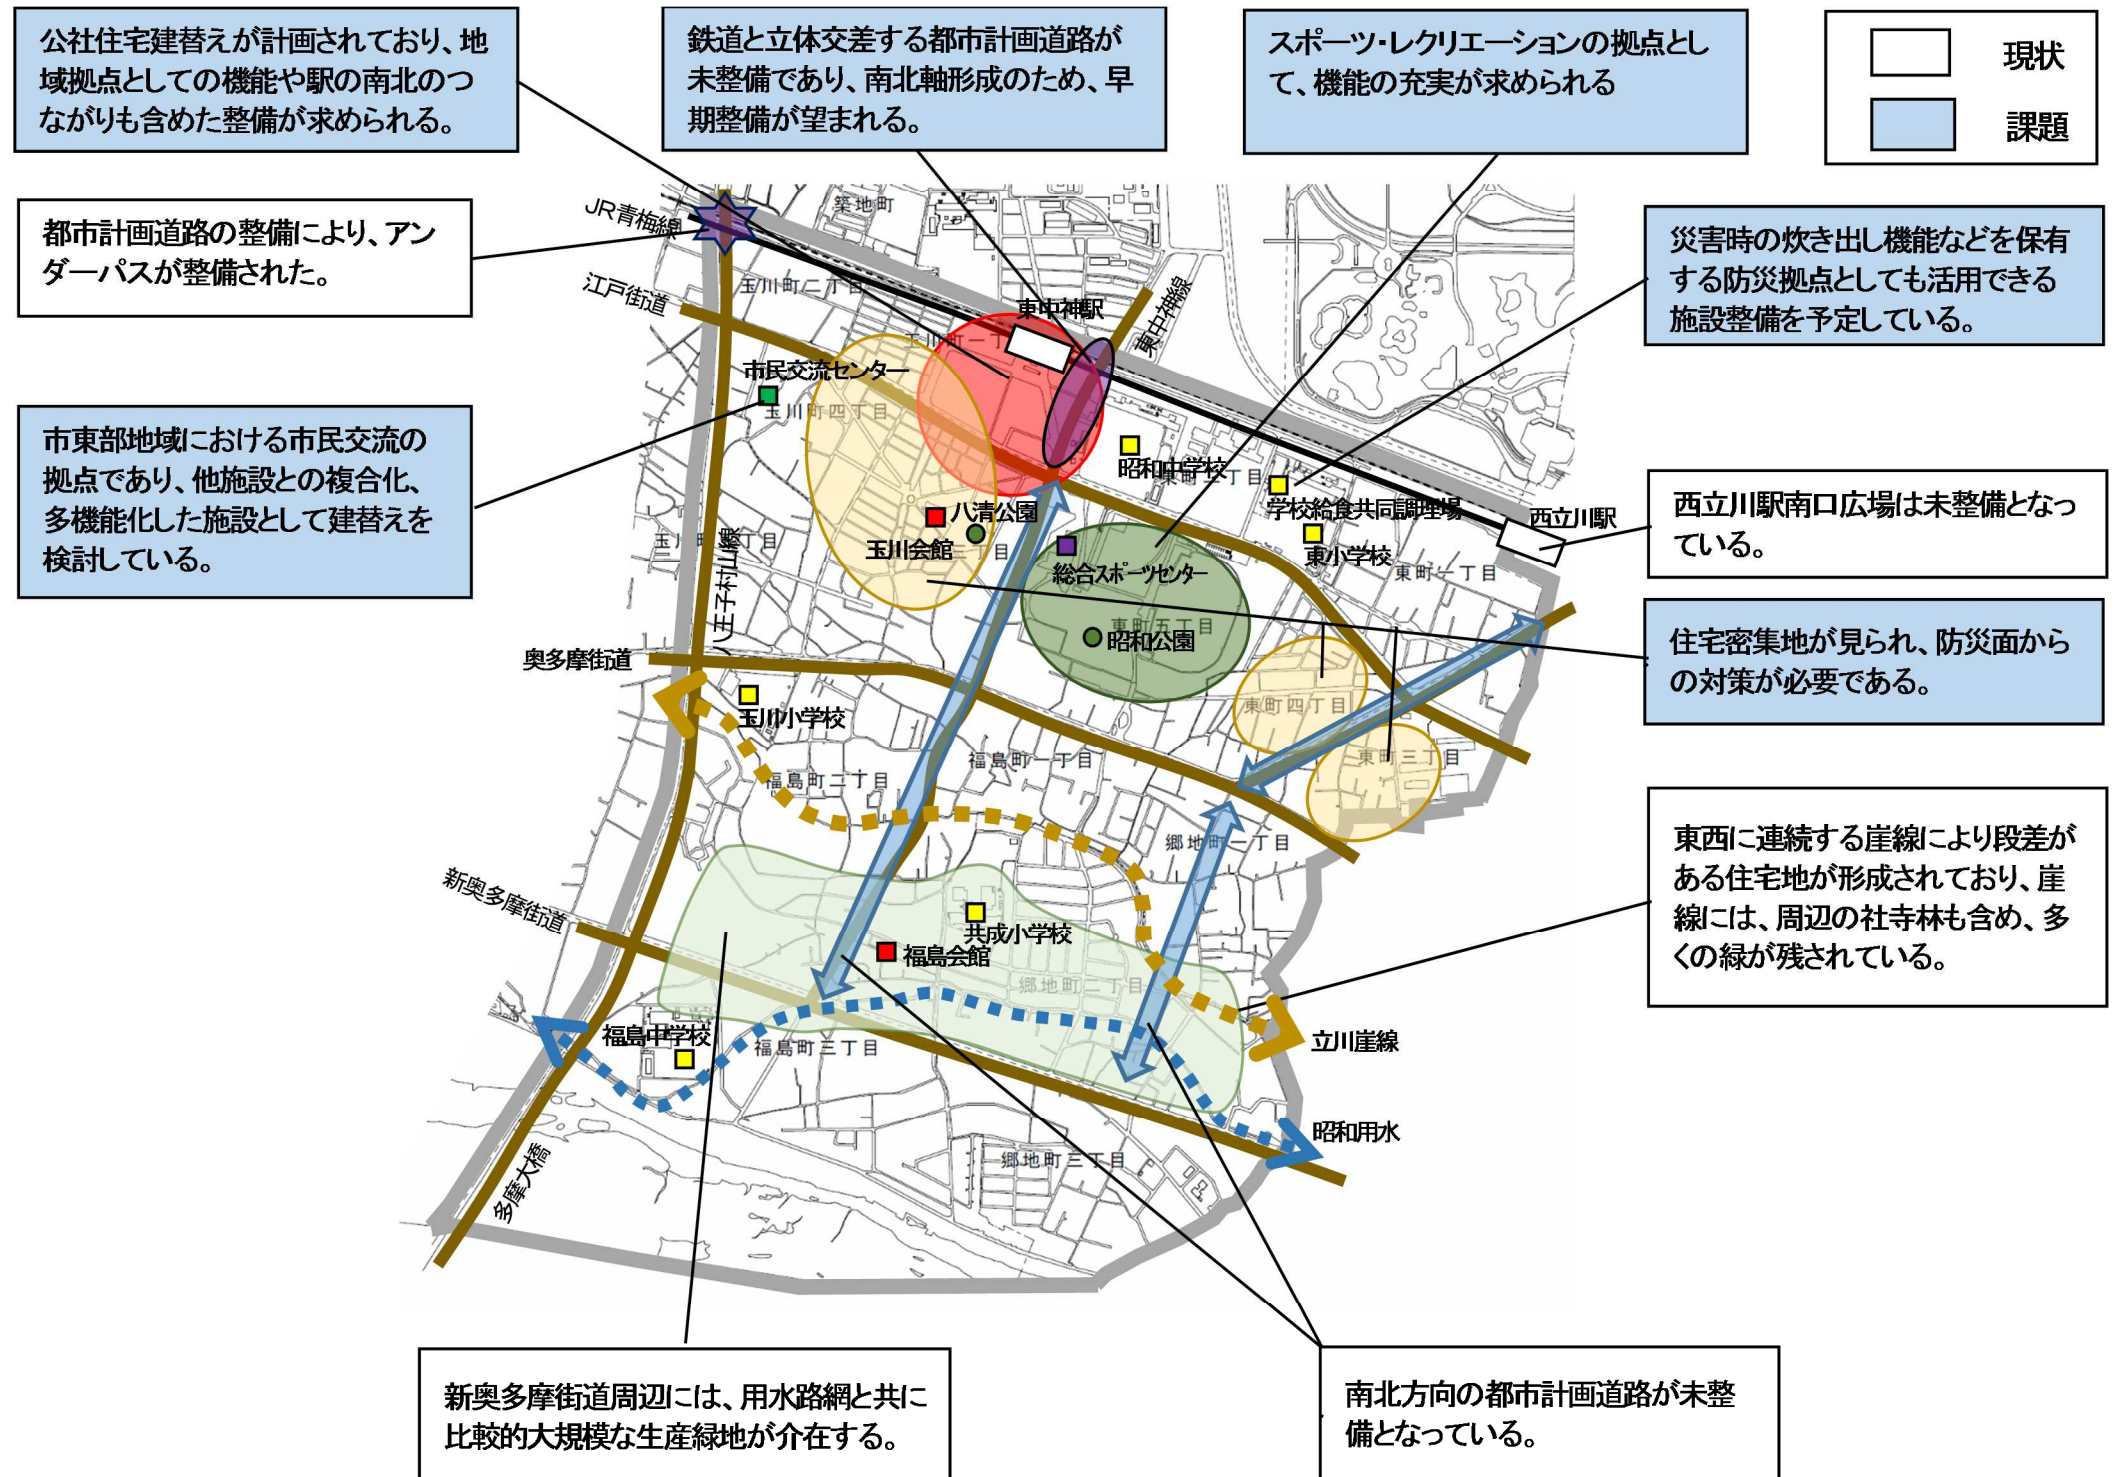 公社住宅建替えが計画されており、地
域拠点としての機能や駅の南北のつ
ながりも含めた整備が求められる。
鉄道と立体交差する都市計画道路が
未整備であり、南北軸形成のため、早
期整備が望まれる。
スポーツ・レクリエーションの拠点とし
て、機能の充実が求められる
現状
課題
都市計画道路の整備により、アン
ダーパスが整備された。
災害時の炊き出し機能などを保有
する防災拠点としても活用できる
施設整備を予定している。
市東部地域における市民交流の
拠点であり、他施設との複合化、
多機能化した施設として建替えを
検討している。
西立川駅南口広場は未整備となっ
ている。
住宅密集地が見られ、防災面から
の対策が必要である。
東西に連続する崖線により段差が
ある住宅地が形成されており、崖
線には、周辺の社寺林も含め、多
くの緑が残されている。
新奥多摩街道周辺には、用水路網と共に
比較的大規模な生産緑地が介在する。
南北方向の都市計画道路が未整
備となっている。
JR青梅線
築地町
江戸街道
玉川町二丁目
東中神駅
東中神線
玉川町一丁
市民交流センター
玉川町四丁目
昭和中学校
東町二丁目
学校給食共同調理場
西立川駅
八清公園
玉川会館
三丁目
総合スポーツセンター
東小学校
東町一丁目
八王子村山線
東町五丁目
昭和公園
奥多摩街道
玉川小学校
東町四丁目
東町三丁目
福島町一丁目
福島町二丁目
郷地町一丁目
新奥多摩街道
共成小学校
福島会館
郷地町二丁目
福島中学校
福島町三丁目
立川崖線
昭和用水
郷地町三丁目
多摩大橋